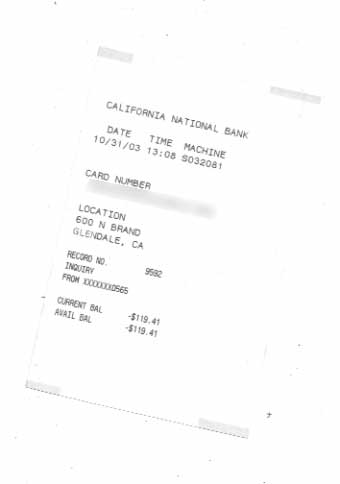 CALIFORNIA NATIONAL BANK
DATE TIME MACHINE
10/31/03 13:08 S032081
CARD NUMBER
LOCATION
600 N BRAND
GLENDALE, CA
RECORD NO. 9592
INQUIRY
FROM XXXXXXX0565
CURRENT BAL -$119.41
AVAIL BAL -$119.41